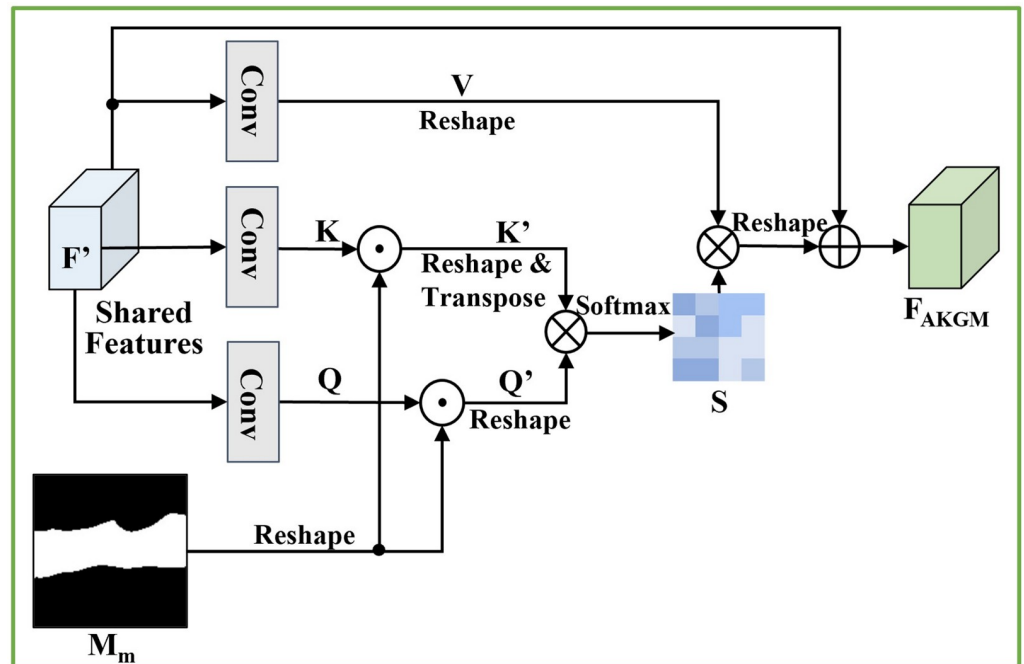 Conv
V
Reshape
Conv
K
K’
Reshape &
Transpose
Reshape
F’
Shared
Features
Softmax
F_AKGM
Conv
Q
Q’
Reshape
S
Reshape
M_m